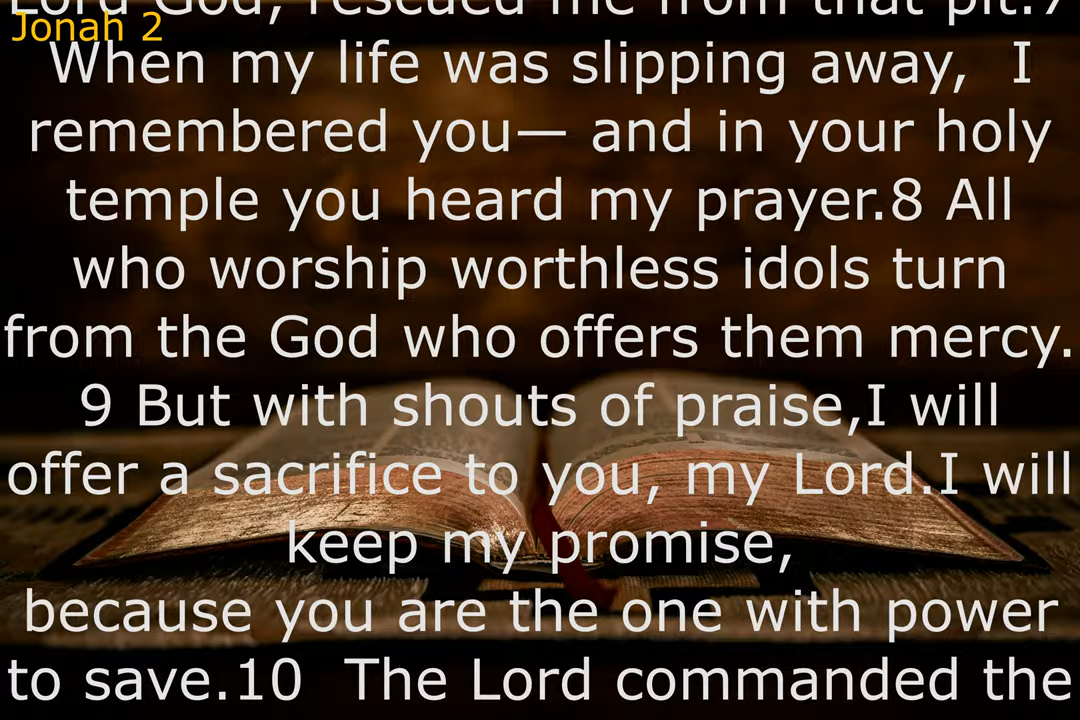 Lord God, rescued me from that pit.7
Jonah 2
When my life was slipping away,  I
remembered you— and in your holy
temple you heard my prayer.8 All
who worship worthless idols turn
from the God who offers them mercy.
9 But with shouts of praise,I will
offer a sacrifice to you, my Lord.I will
keep my promise,
because you are the one with power
to save.10  The Lord commanded the